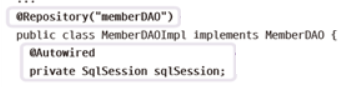 ...
@Repository("memberDAO")
public class MemberDAOImpl implements MemberDAO {
@Autowired
private SqlSession sqlSession;